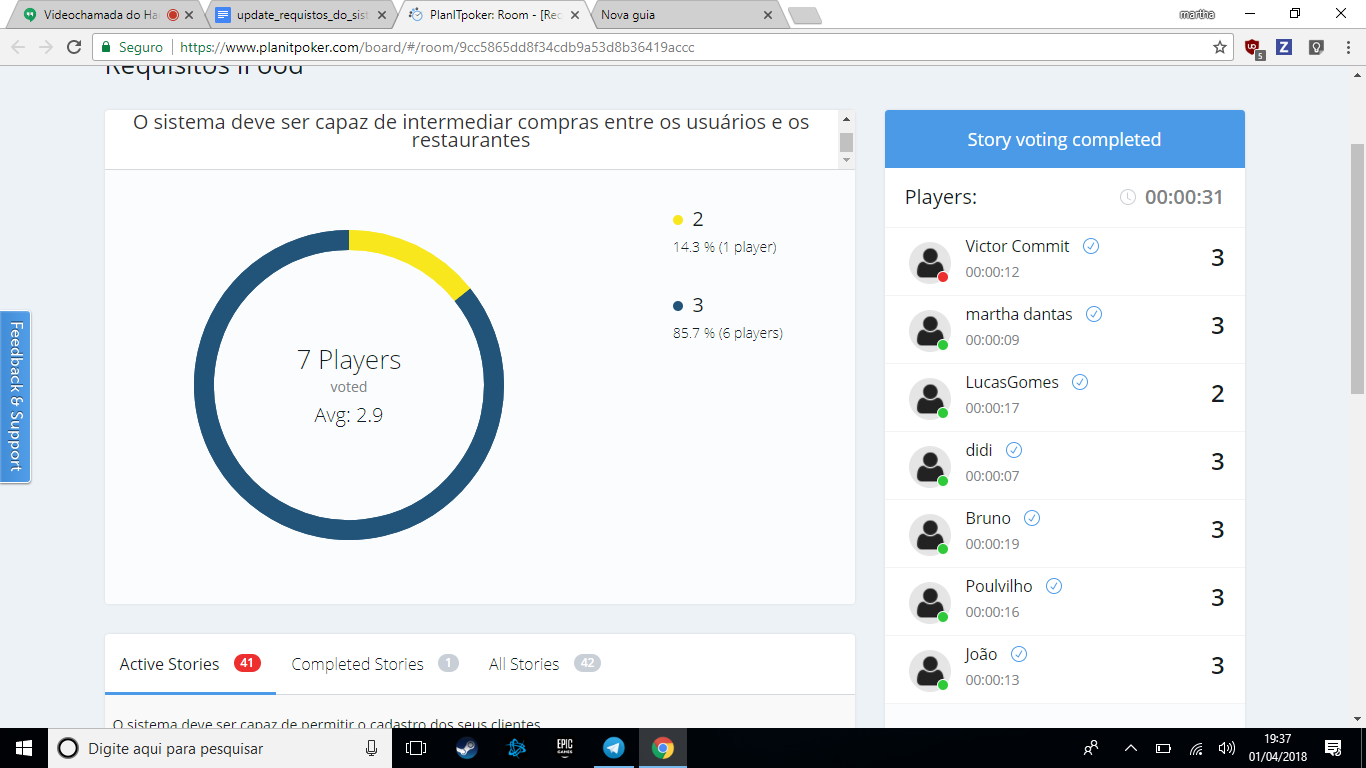 Videochamada do Ha
update_requistos_do_sist
PlanITpoker: Room - [Rec
Nova guia
martha
Seguro
https://www.planitpoker.com/board/#/room/9cc5865dd8f34cdb9a53d8b36419accc
5
Requisitos iFood
O sistema deve ser capaz de intermediar compras entre os usuários e os
restaurantes
2
14.3 % (1 player)
3
85.7 % (6 players)
7 Players
voted
Avg: 2.9
Feedback & Support
Active Stories 41
Completed Stories 1
All Stories 42
O sistema deve ser capaz de permitir o cadastro dos seus clientes
Story voting completed
Players: 00:00:31
Victor Commit 3
00:00:12
martha dantas 3
00:00:09
LucasGomes 2
00:00:17
didi 3
00:00:07
Bruno 3
00:00:19
Poulvilho 3
00:00:16
João 3
00:00:13
Digite aqui para pesquisar
EPIC
GAMES
19:37
01/04/2018